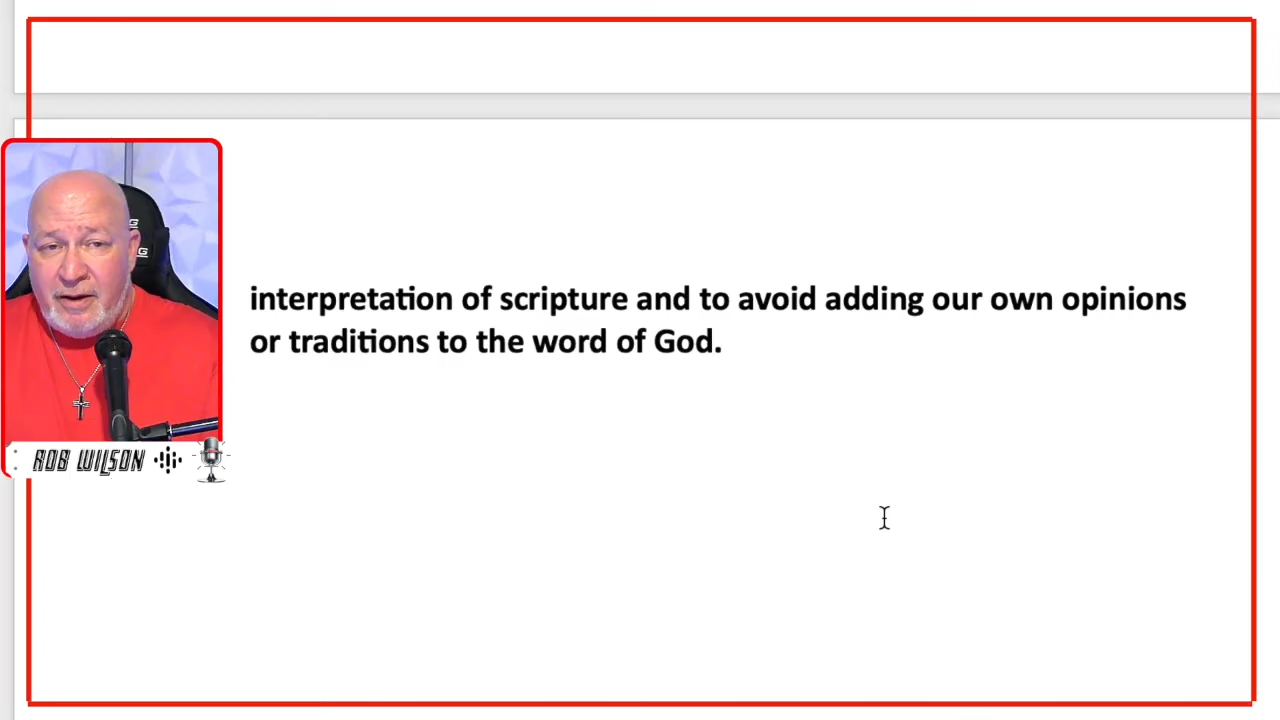 interpretation of scripture and to avoid adding our own opinions
or traditions to the word of God.
G
G
ROB WILSON